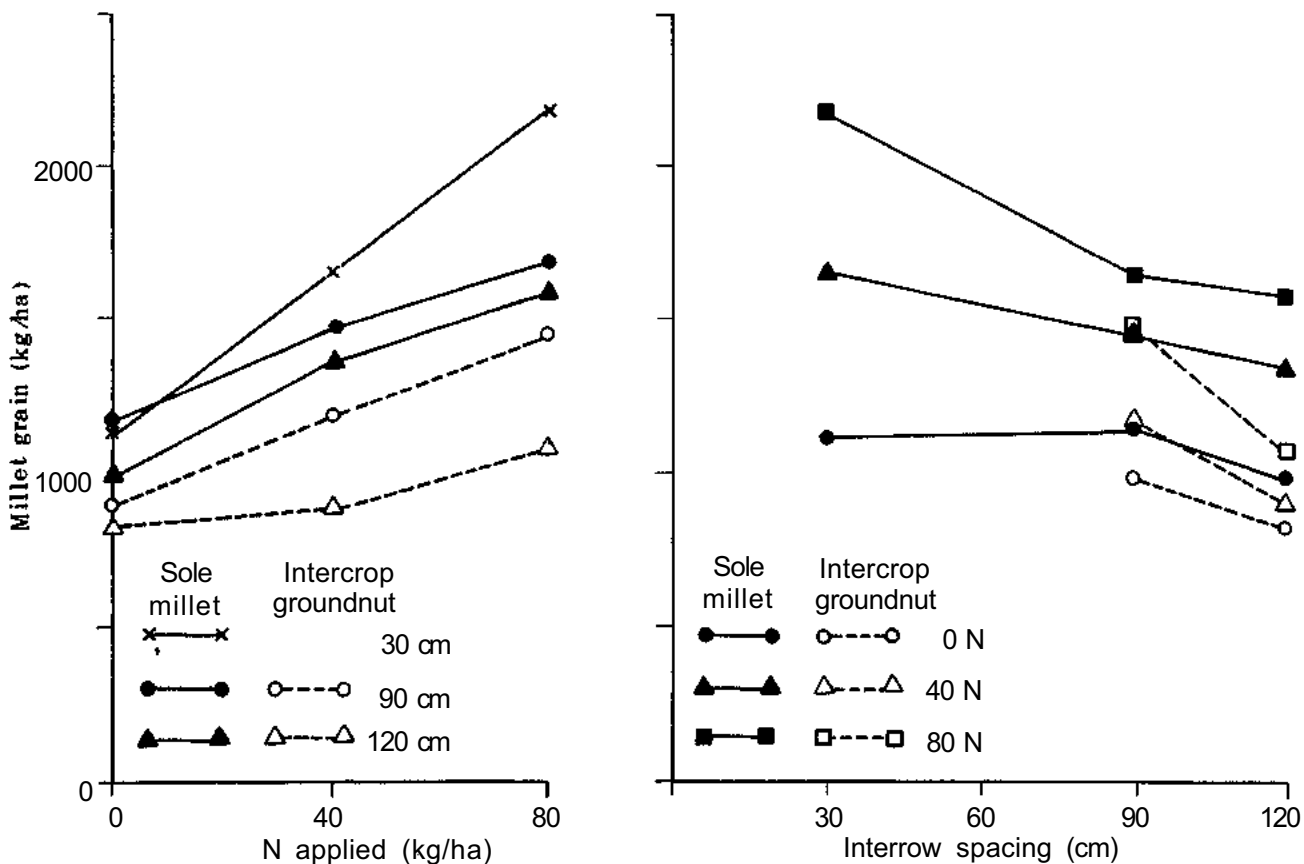 Millet grain (kg/ha)
2000
1000
0
Sole Intercrop
millet groundnut
30 cm
90 cm
120 cm
0 40 80
N applied (kg/ha)
Sole Intercrop
millet groundnut
0 N
40 N
80 N
30 60 90 120
Interrow spacing (cm)